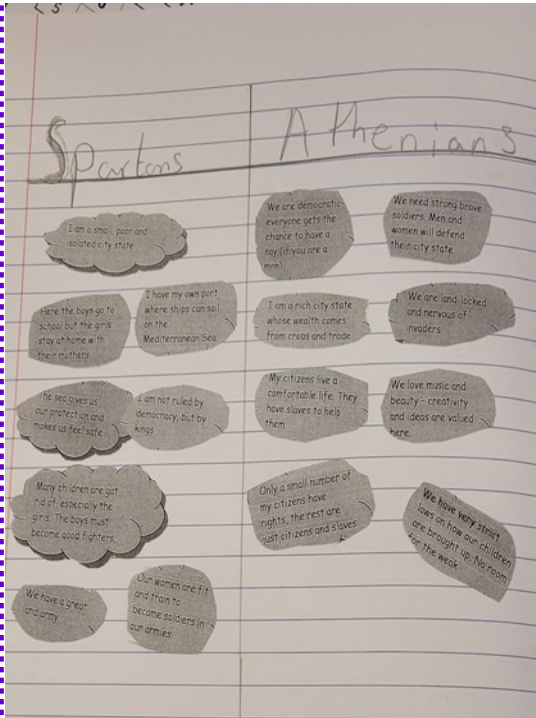 Spartans
Athenians
I am a small, poor and
isolated city state
Here the boys go to
school but the girls
stay at home with
their mothers
I have my own port
where ships can sail
on the
Mediterranean Sea
The sea gives us
our protection and
makes us feel safe
I am not ruled by
democracy, but by
kings
Many children are got
rid of, especially the
girls. The boys must
become good fighters.
We have a great
land army
Our women are fit
and train to
become soldiers in
our armies
We are democratic-
everyone gets the
chance to have a
say (if you are a
man)
We need strong brave
soldiers. Men and
women will defend
their city state
I am a rich city state
whose wealth comes
from crops and trade
We are land locked
and nervous of
invaders
My citizens live a
comfortable life. They
have slaves to help
them
We love music and
beauty - creativity
and ideas are valued
here.
Only a small number of
my citizens have
rights, the rest are
just citizens and slaves
We have very strict
laws on how our children
are brought up. No room
for the weak